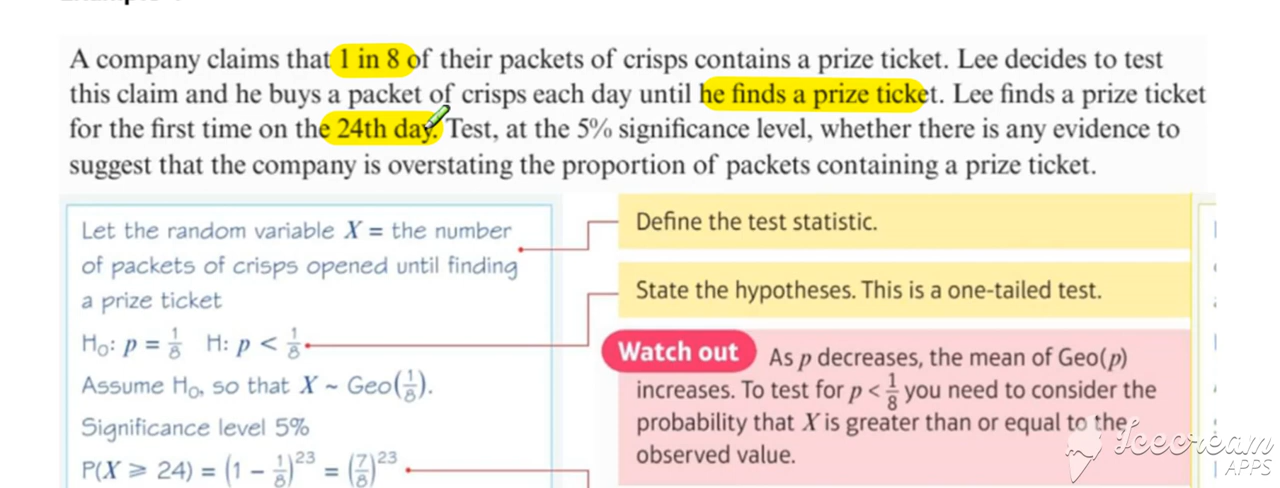 A company claims that 1 in 8 of their packets of crisps contains a prize ticket. Lee decides to test
this claim and he buys a packet of crisps each day until he finds a prize ticket. Lee finds a prize ticket
for the first time on the 24th day. Test, at the 5% significance level, whether there is any evidence to
suggest that the company is overstating the proportion of packets containing a prize ticket.
Let the random variable X = the number
of packets of crisps opened until finding
a prize ticket
H₀: p = 1/8 H: p < 1/8
Assume H₀, so that X ~ Geo(1/8).
Significance level 5%
P(X ⩾ 24) = (1 − 1/8)²³ = (7/8)²³
Define the test statistic.
State the hypotheses. This is a one-tailed test.
Watch out As p decreases, the mean of Geo(p)
increases. To test for p < 1/8 you need to consider the
probability that X is greater than or equal to the
observed value.
Icecream
APPS